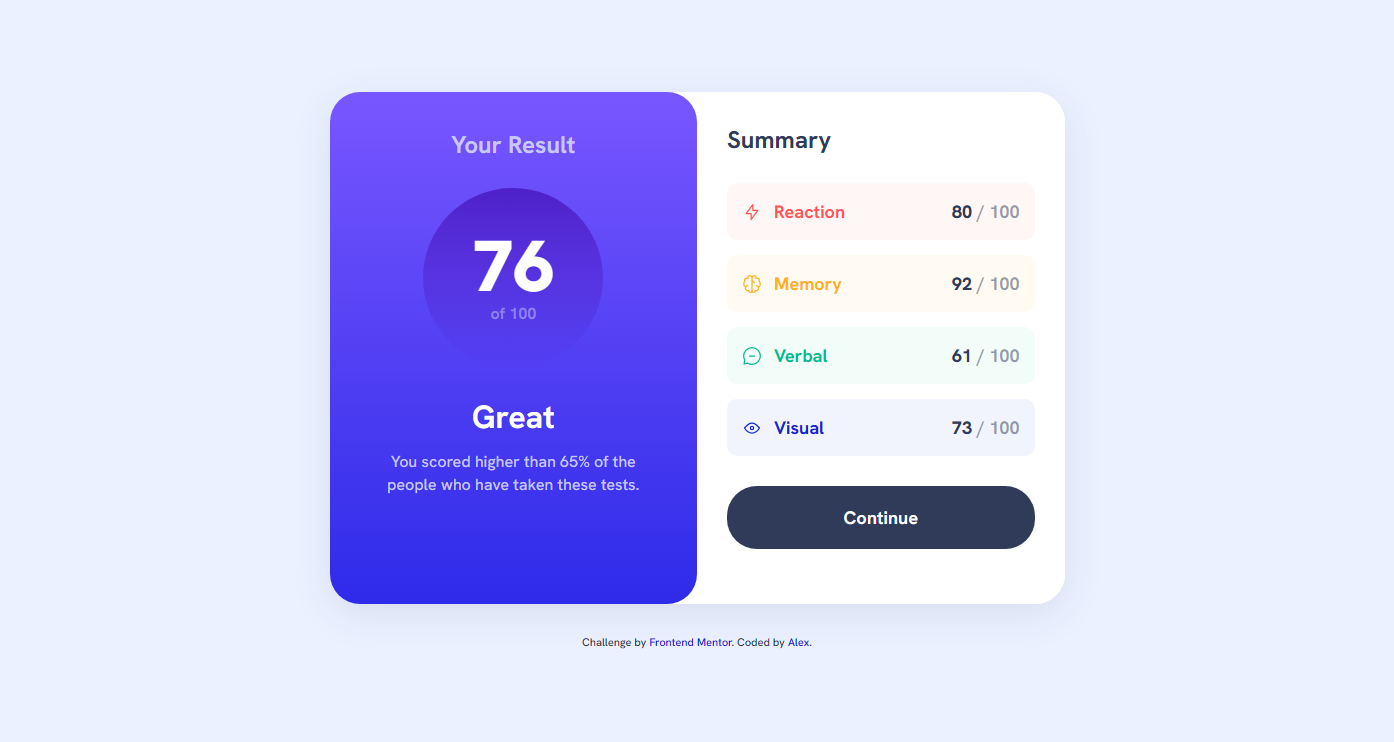 Your Result
76
of 100
Great
You scored higher than 65% of the
people who have taken these tests.
Summary
Reaction 80 / 100
Memory 92 / 100
Verbal 61 / 100
Visual 73 / 100
Continue
Challenge by Frontend Mentor. Coded by Alex.